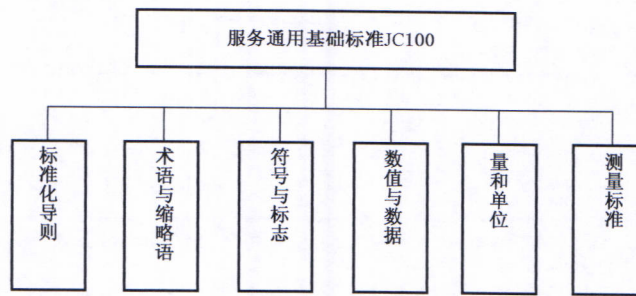 服务通用基础标准JC100
标准化导则
术语与缩略语
符号与标志
数值与数据
量和单位
测量标准